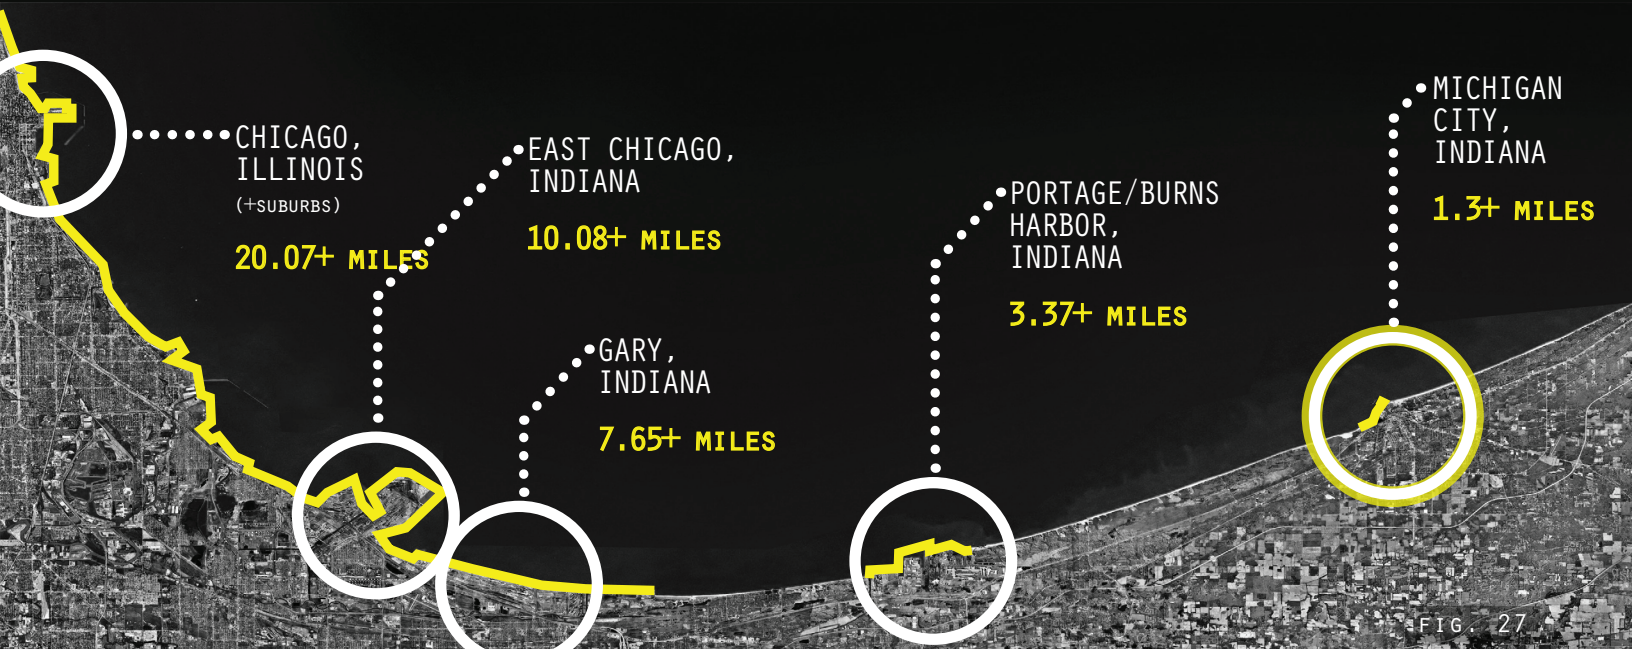 CHICAGO,
ILLINOIS
(+SUBURBS)
20.07+ MILES
EAST CHICAGO,
INDIANA
10.08+ MILES
GARY,
INDIANA
7.65+ MILES
PORTAGE/BURNS
HARBOR,
INDIANA
3.37+ MILES
MICHIGAN
CITY,
INDIANA
1.3+ MILES
FIG. 27